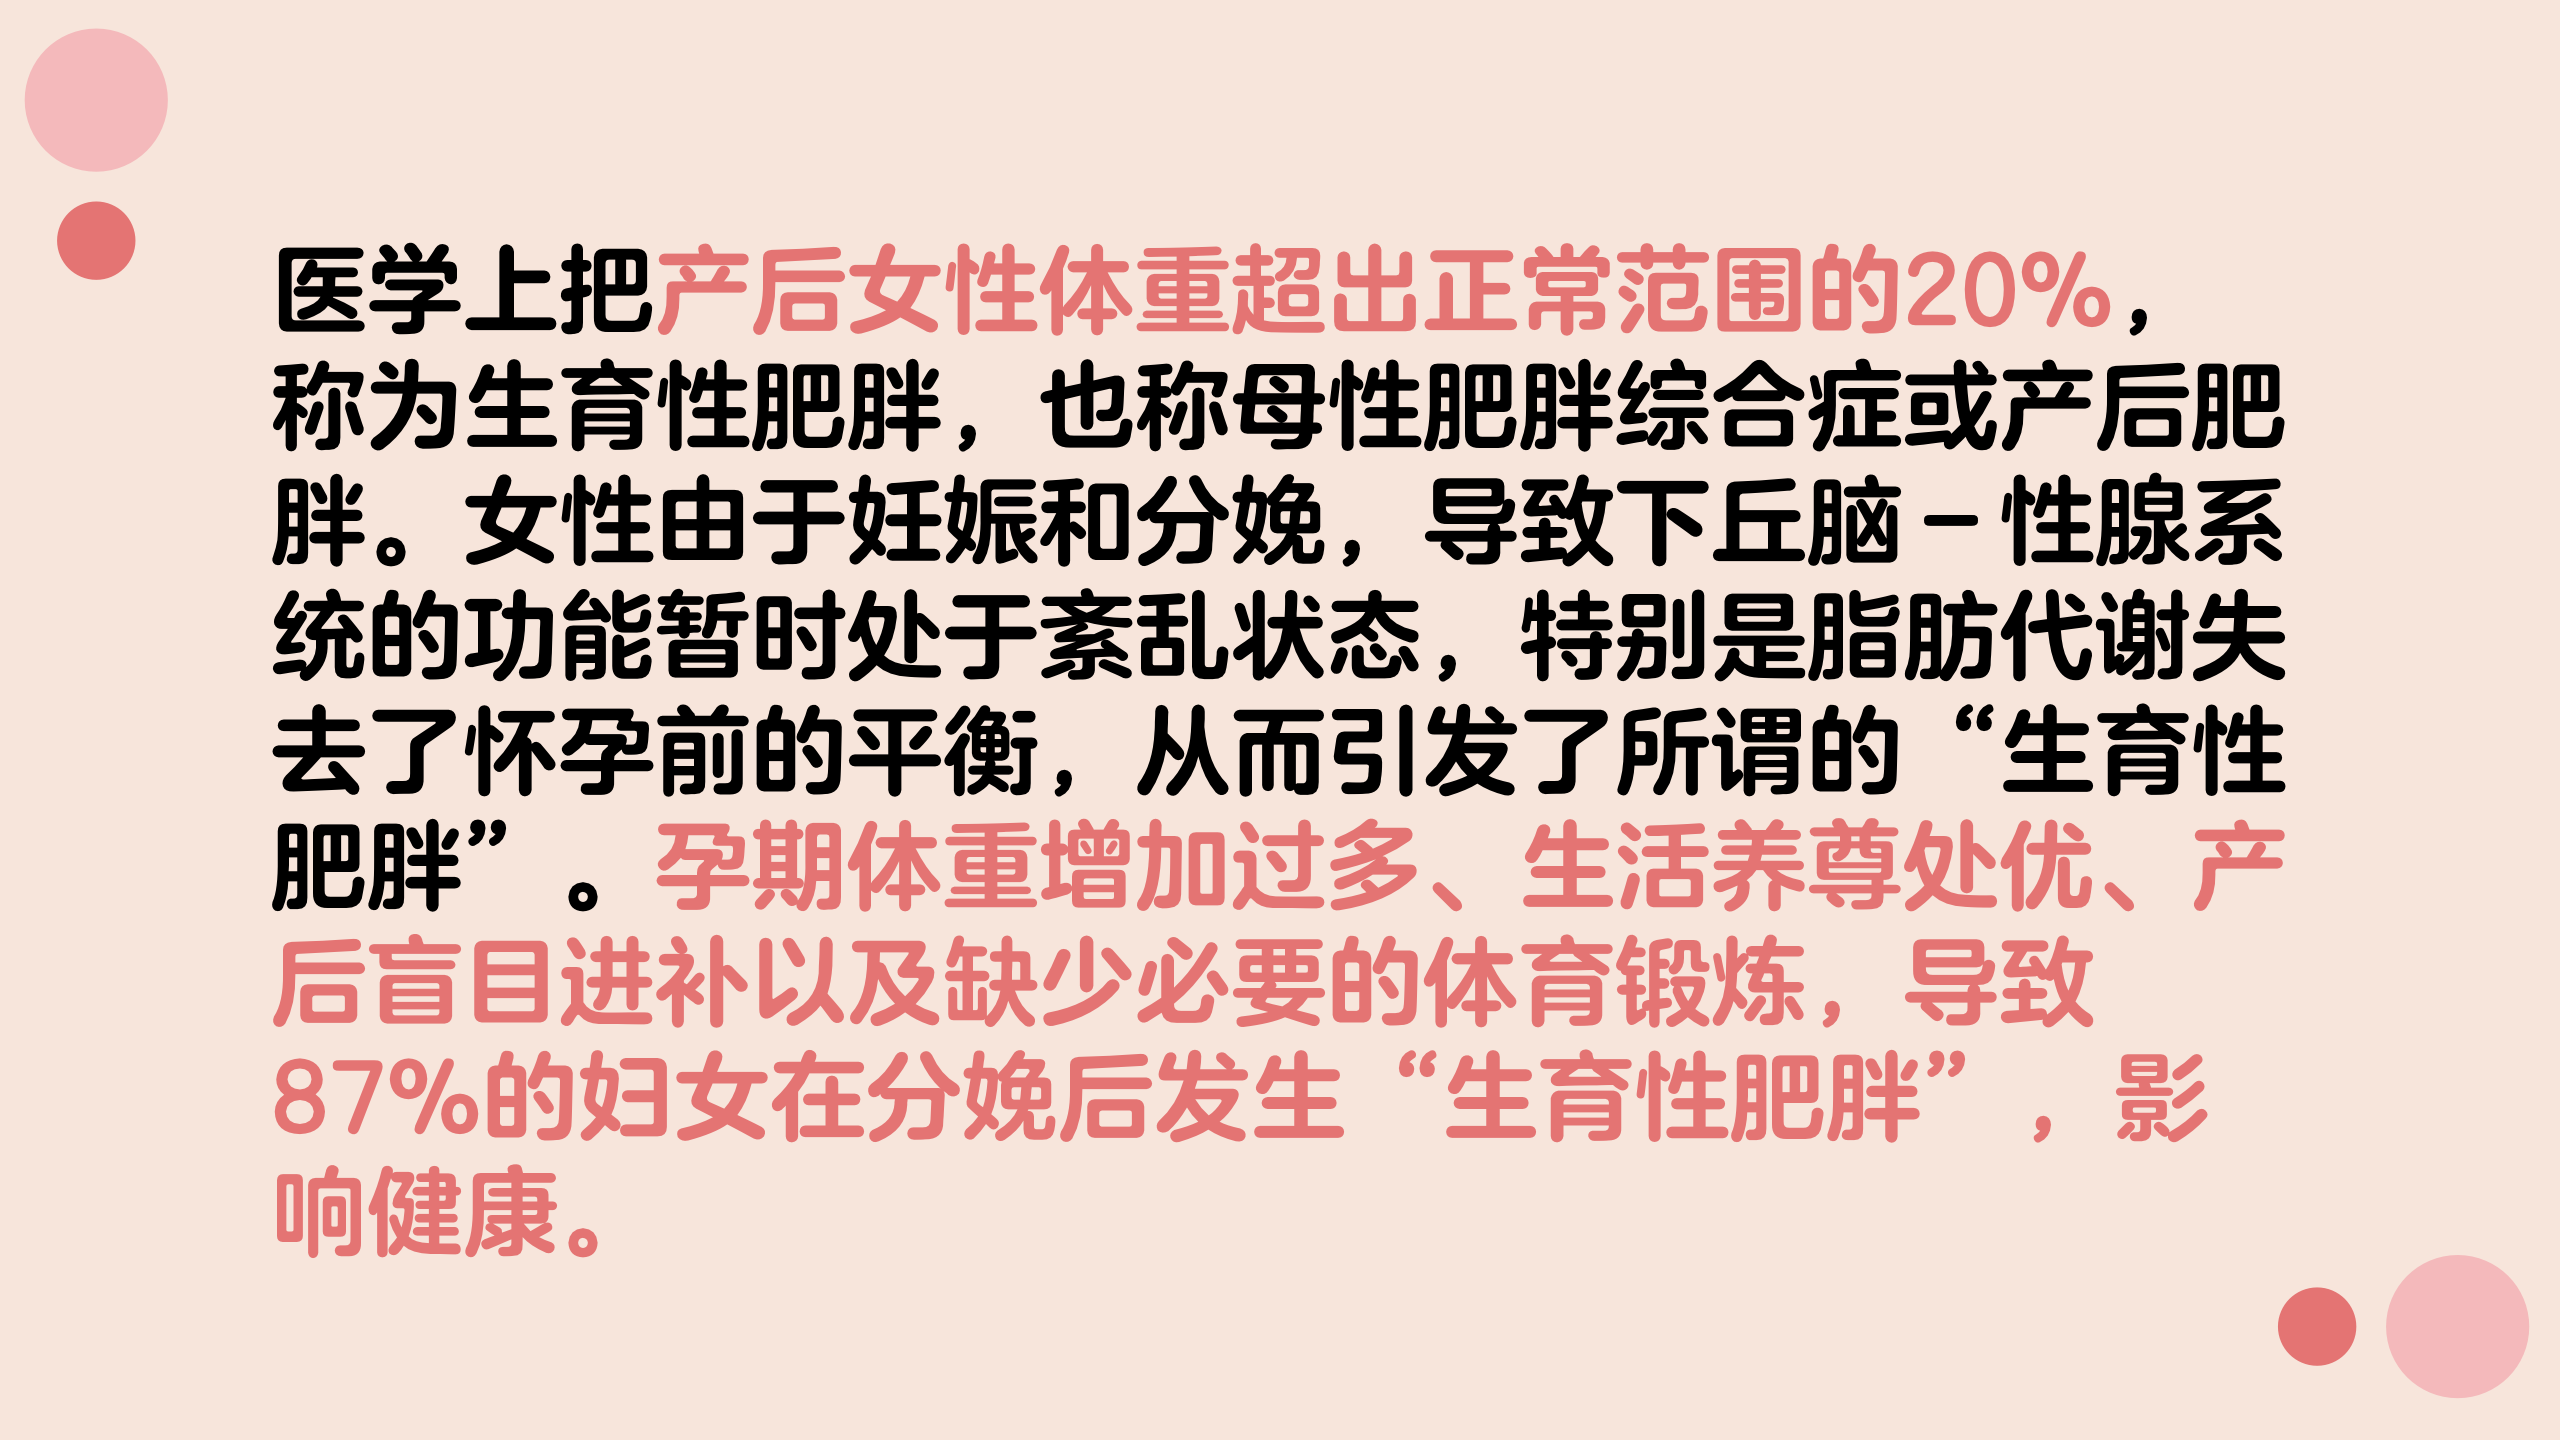 医学上把产后女性体重超出正常范围的20%，
称为生育性肥胖，也称母性肥胖综合症或产后肥
胖。女性由于妊娠和分娩，导致下丘脑－性腺系
统的功能暂时处于紊乱状态，特别是脂肪代谢失
去了怀孕前的平衡，从而引发了所谓的“生育性
肥胖”。孕期体重增加过多、生活养尊处优、产
后盲目进补以及缺少必要的体育锻炼，导致
87%的妇女在分娩后发生“生育性肥胖”，影
响健康。